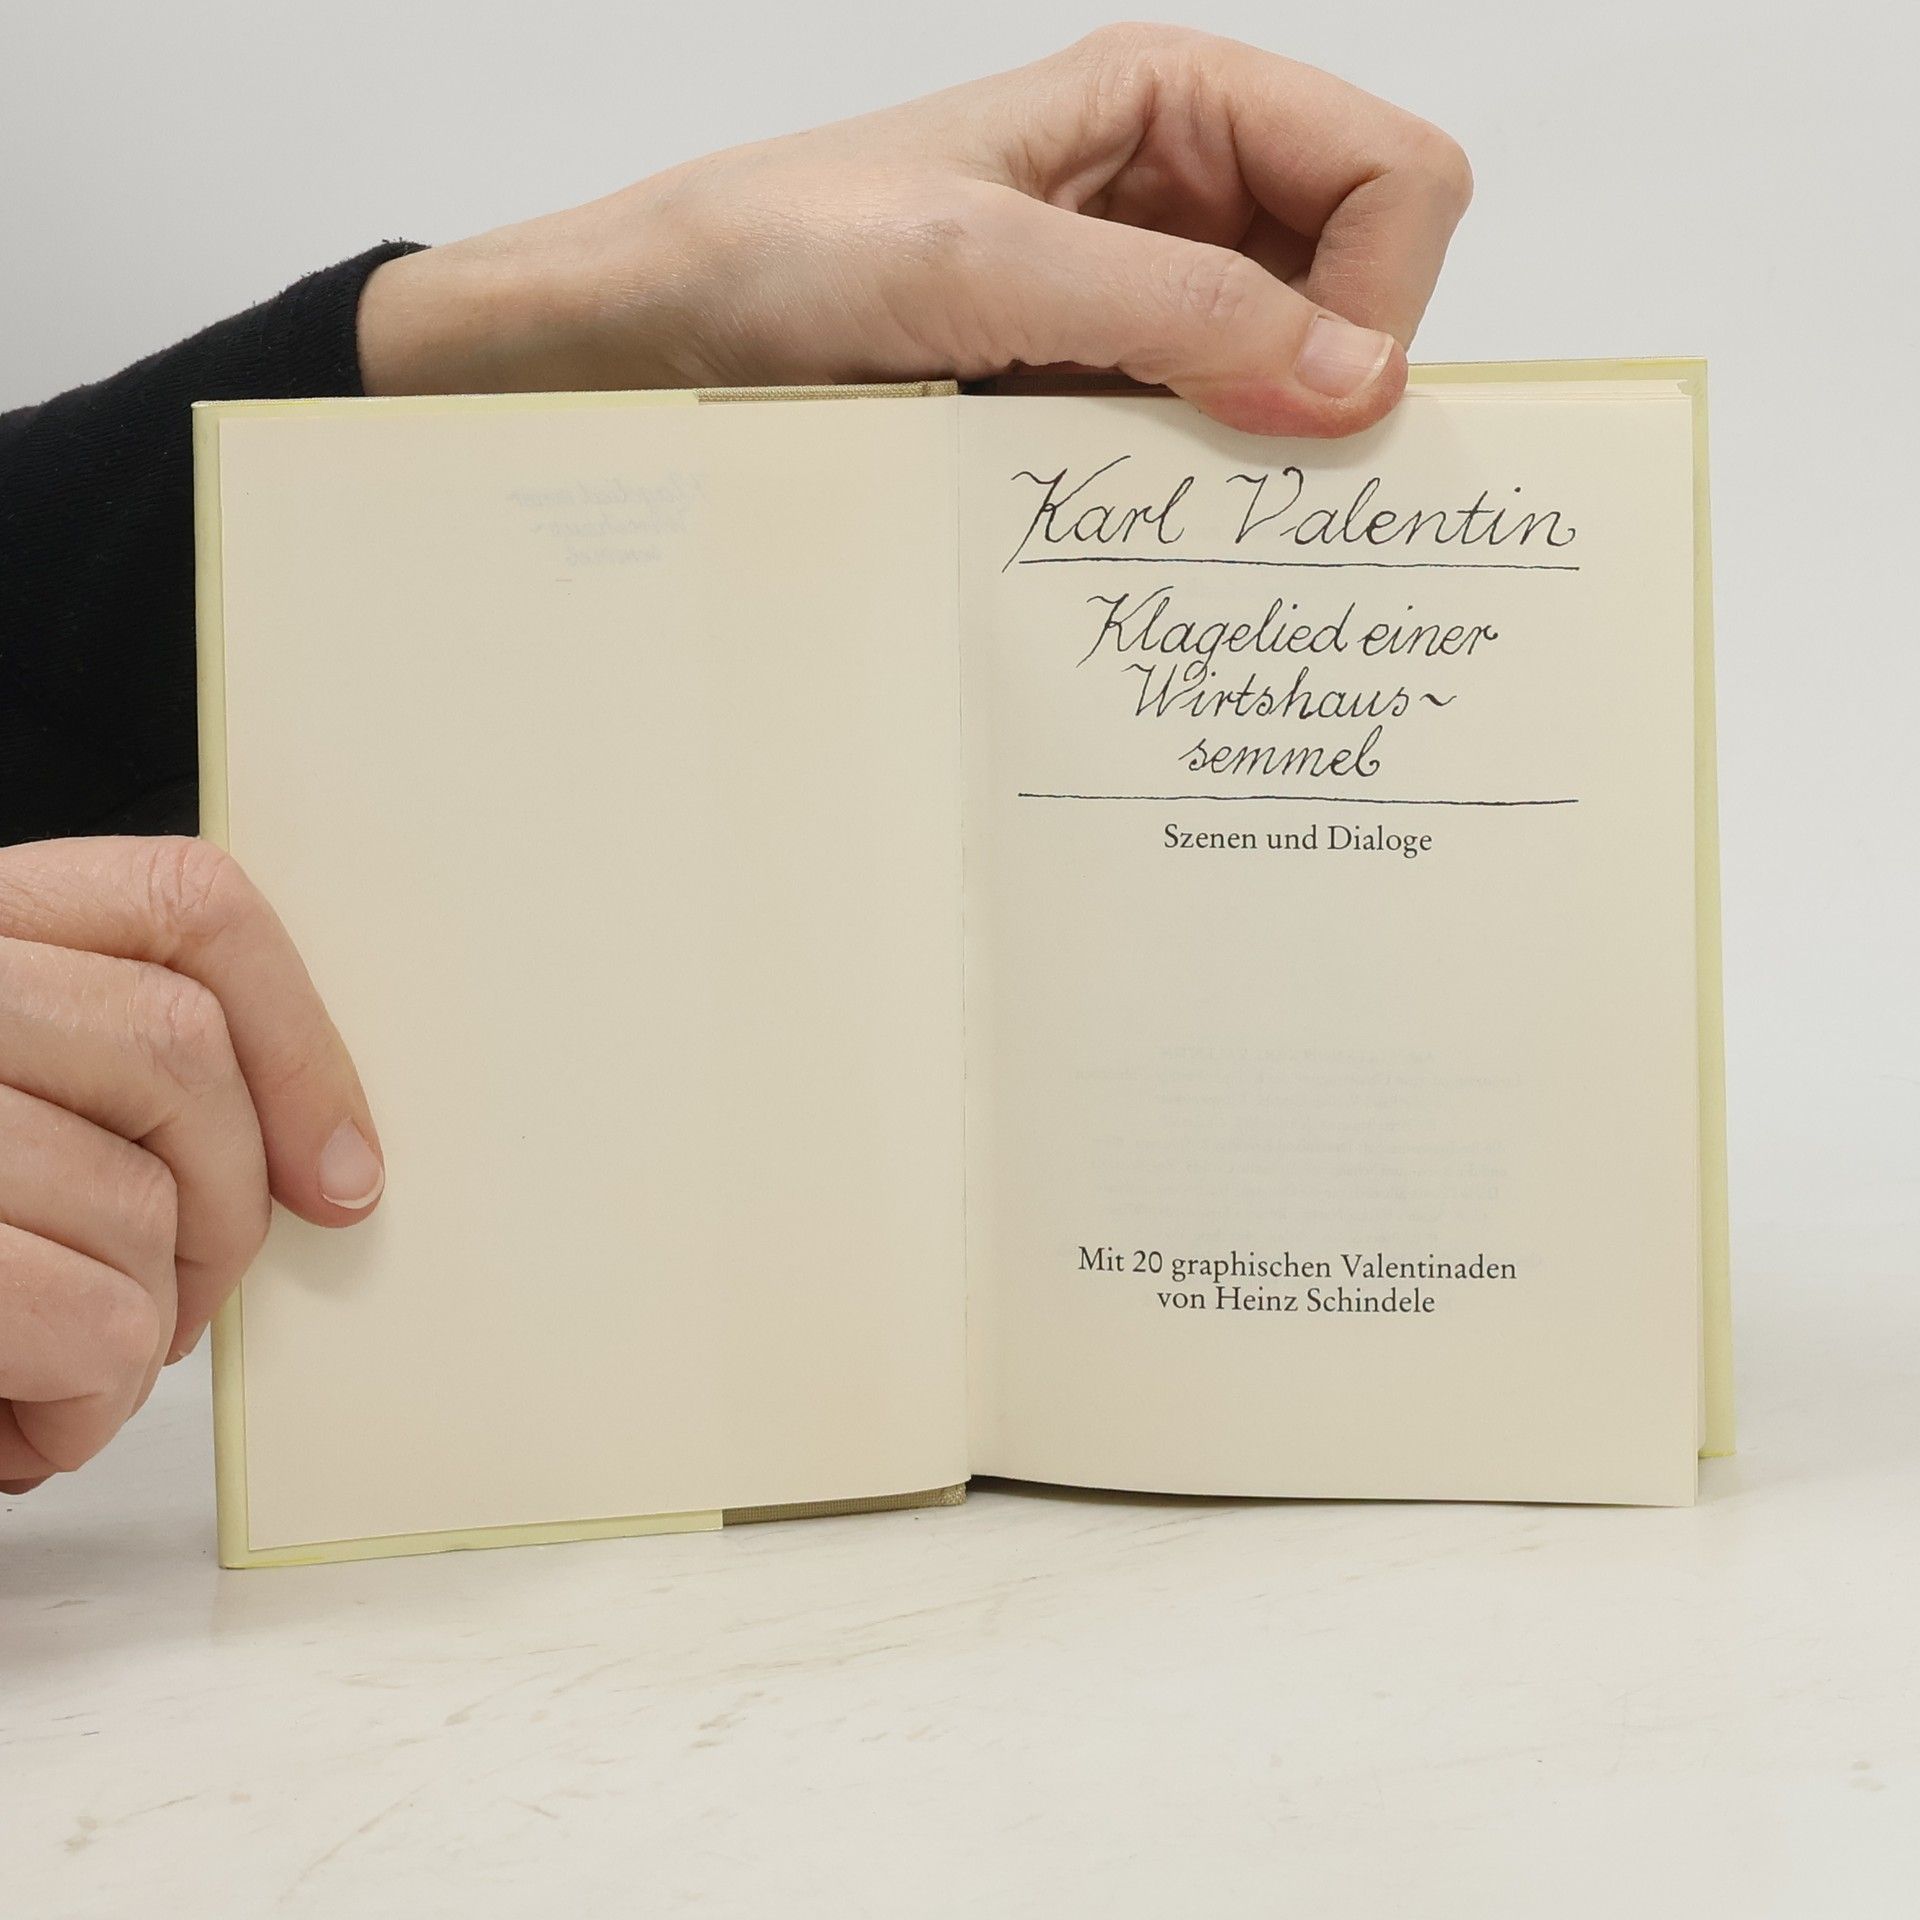 Karl Valentin
Klagelied einer
Wirtshaus~
semmel
Szenen und Dialoge
Mit 20 graphischen Valentinaden
von Heinz Schindele